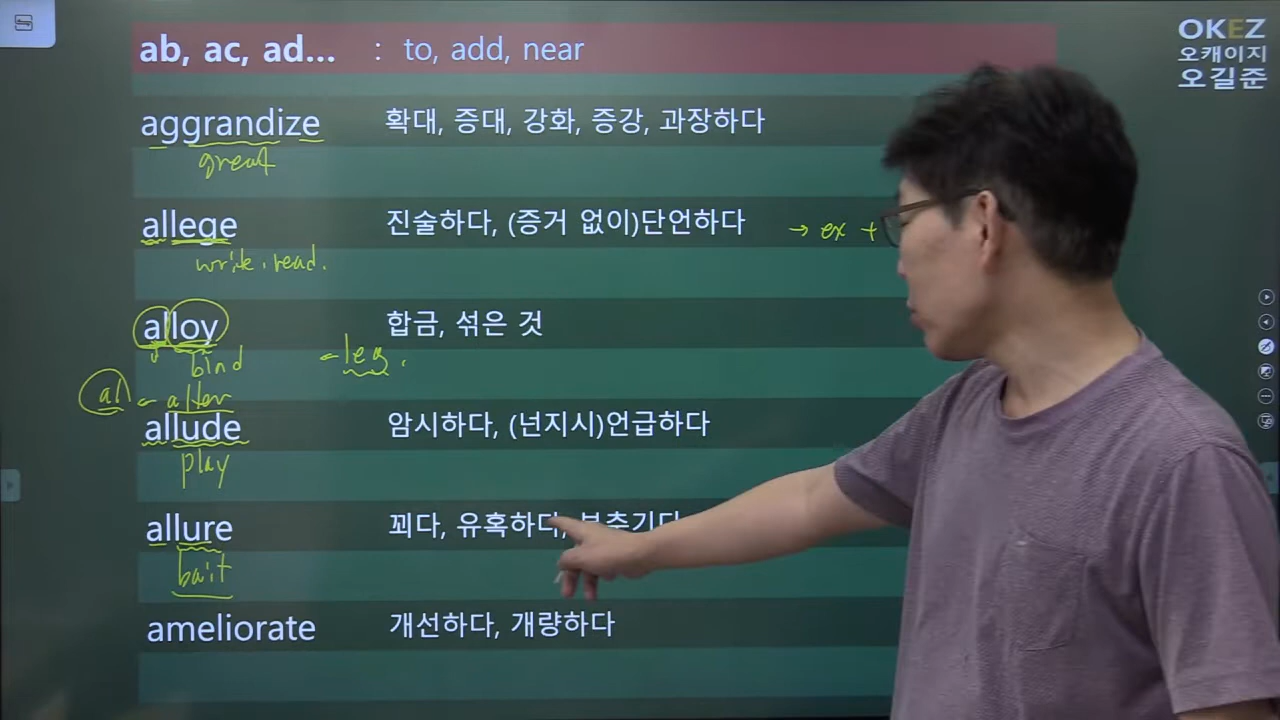 ab, ac, ad... : to, add, near
OKEZ
오캐이지
오길준
aggrandize 확대, 증대, 강화, 증강, 과장하다
great
allege 진술하다, (증거 없이)단언하다 → ex +
write . read.
alloy 합금, 섞은 것
bind ← leg .
al ← alter
allude 암시하다, (넌지시)언급하다
play
allure 꾀다, 유혹하다, 부추기다
bait
ameliorate 개선하다, 개량하다